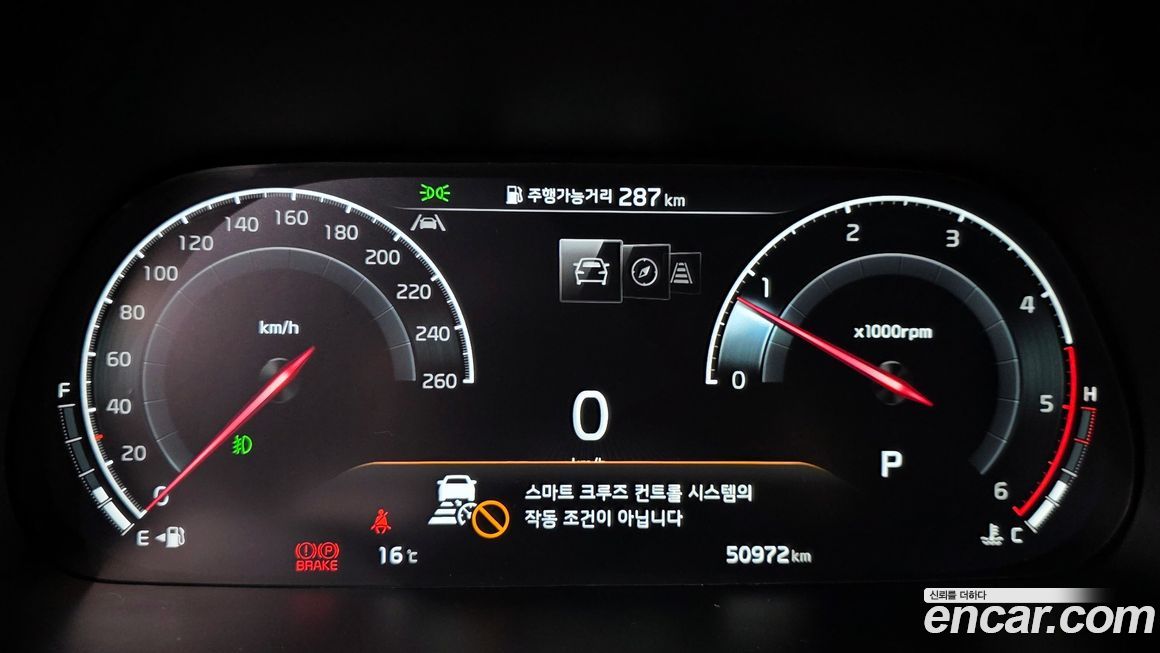 주행가능거리 287 km
0
20
40
60
80
100
120
140
160
180
200
220
240
260
km/h
F
E
0
km/h
0
1
2
3
4
5
6
x1000rpm
P
H
C
스마트 크루즈 컨트롤 시스템의
작동 조건이 아닙니다
(!) (P)
BRAKE
16 ℃
50972 km
신뢰를 더하다
encar.com